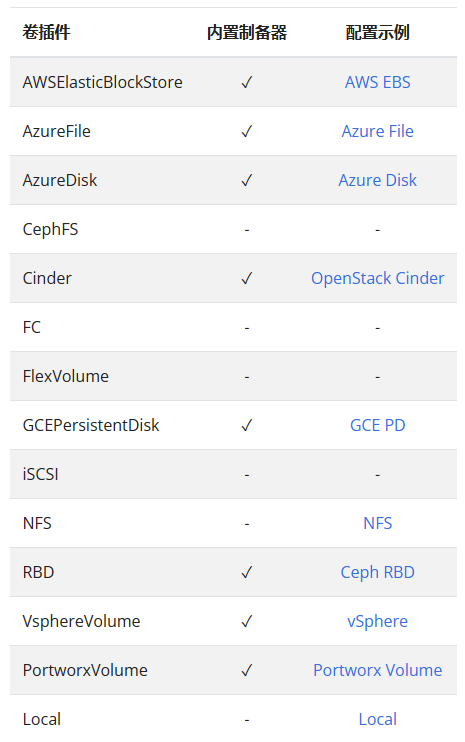 卷插件 内置制备器 配置示例
AWSElasticBlockStore ✓ AWS EBS
AzureFile ✓ Azure File
AzureDisk ✓ Azure Disk
CephFS - -
Cinder ✓ OpenStack Cinder
FC - -
FlexVolume - -
GCEPersistentDisk ✓ GCE PD
iSCSI - -
NFS - NFS
RBD ✓ Ceph RBD
VsphereVolume ✓ vSphere
PortworxVolume ✓ Portworx Volume
Local - Local